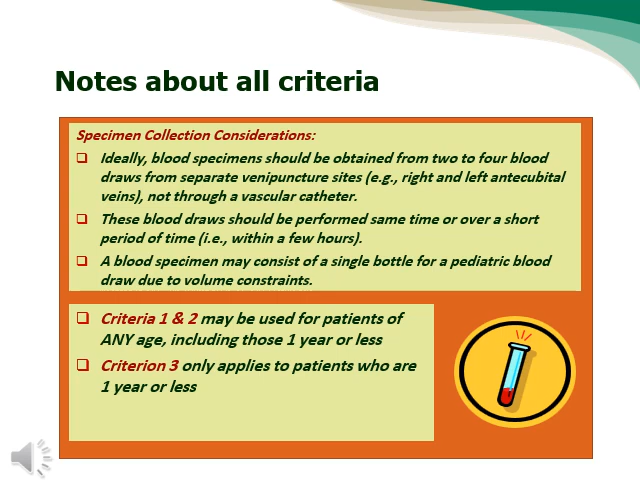 Notes about all criteria
Specimen Collection Considerations:
Ideally, blood specimens should be obtained from two to four blood
draws from separate venipuncture sites (e.g., right and left antecubital
veins), not through a vascular catheter.
These blood draws should be performed same time or over a short
period of time (i.e., within a few hours).
A blood specimen may consist of a single bottle for a pediatric blood
draw due to volume constraints.
Criteria 1 & 2 may be used for patients of
ANY age, including those 1 year or less
Criterion 3 only applies to patients who are
1 year or less